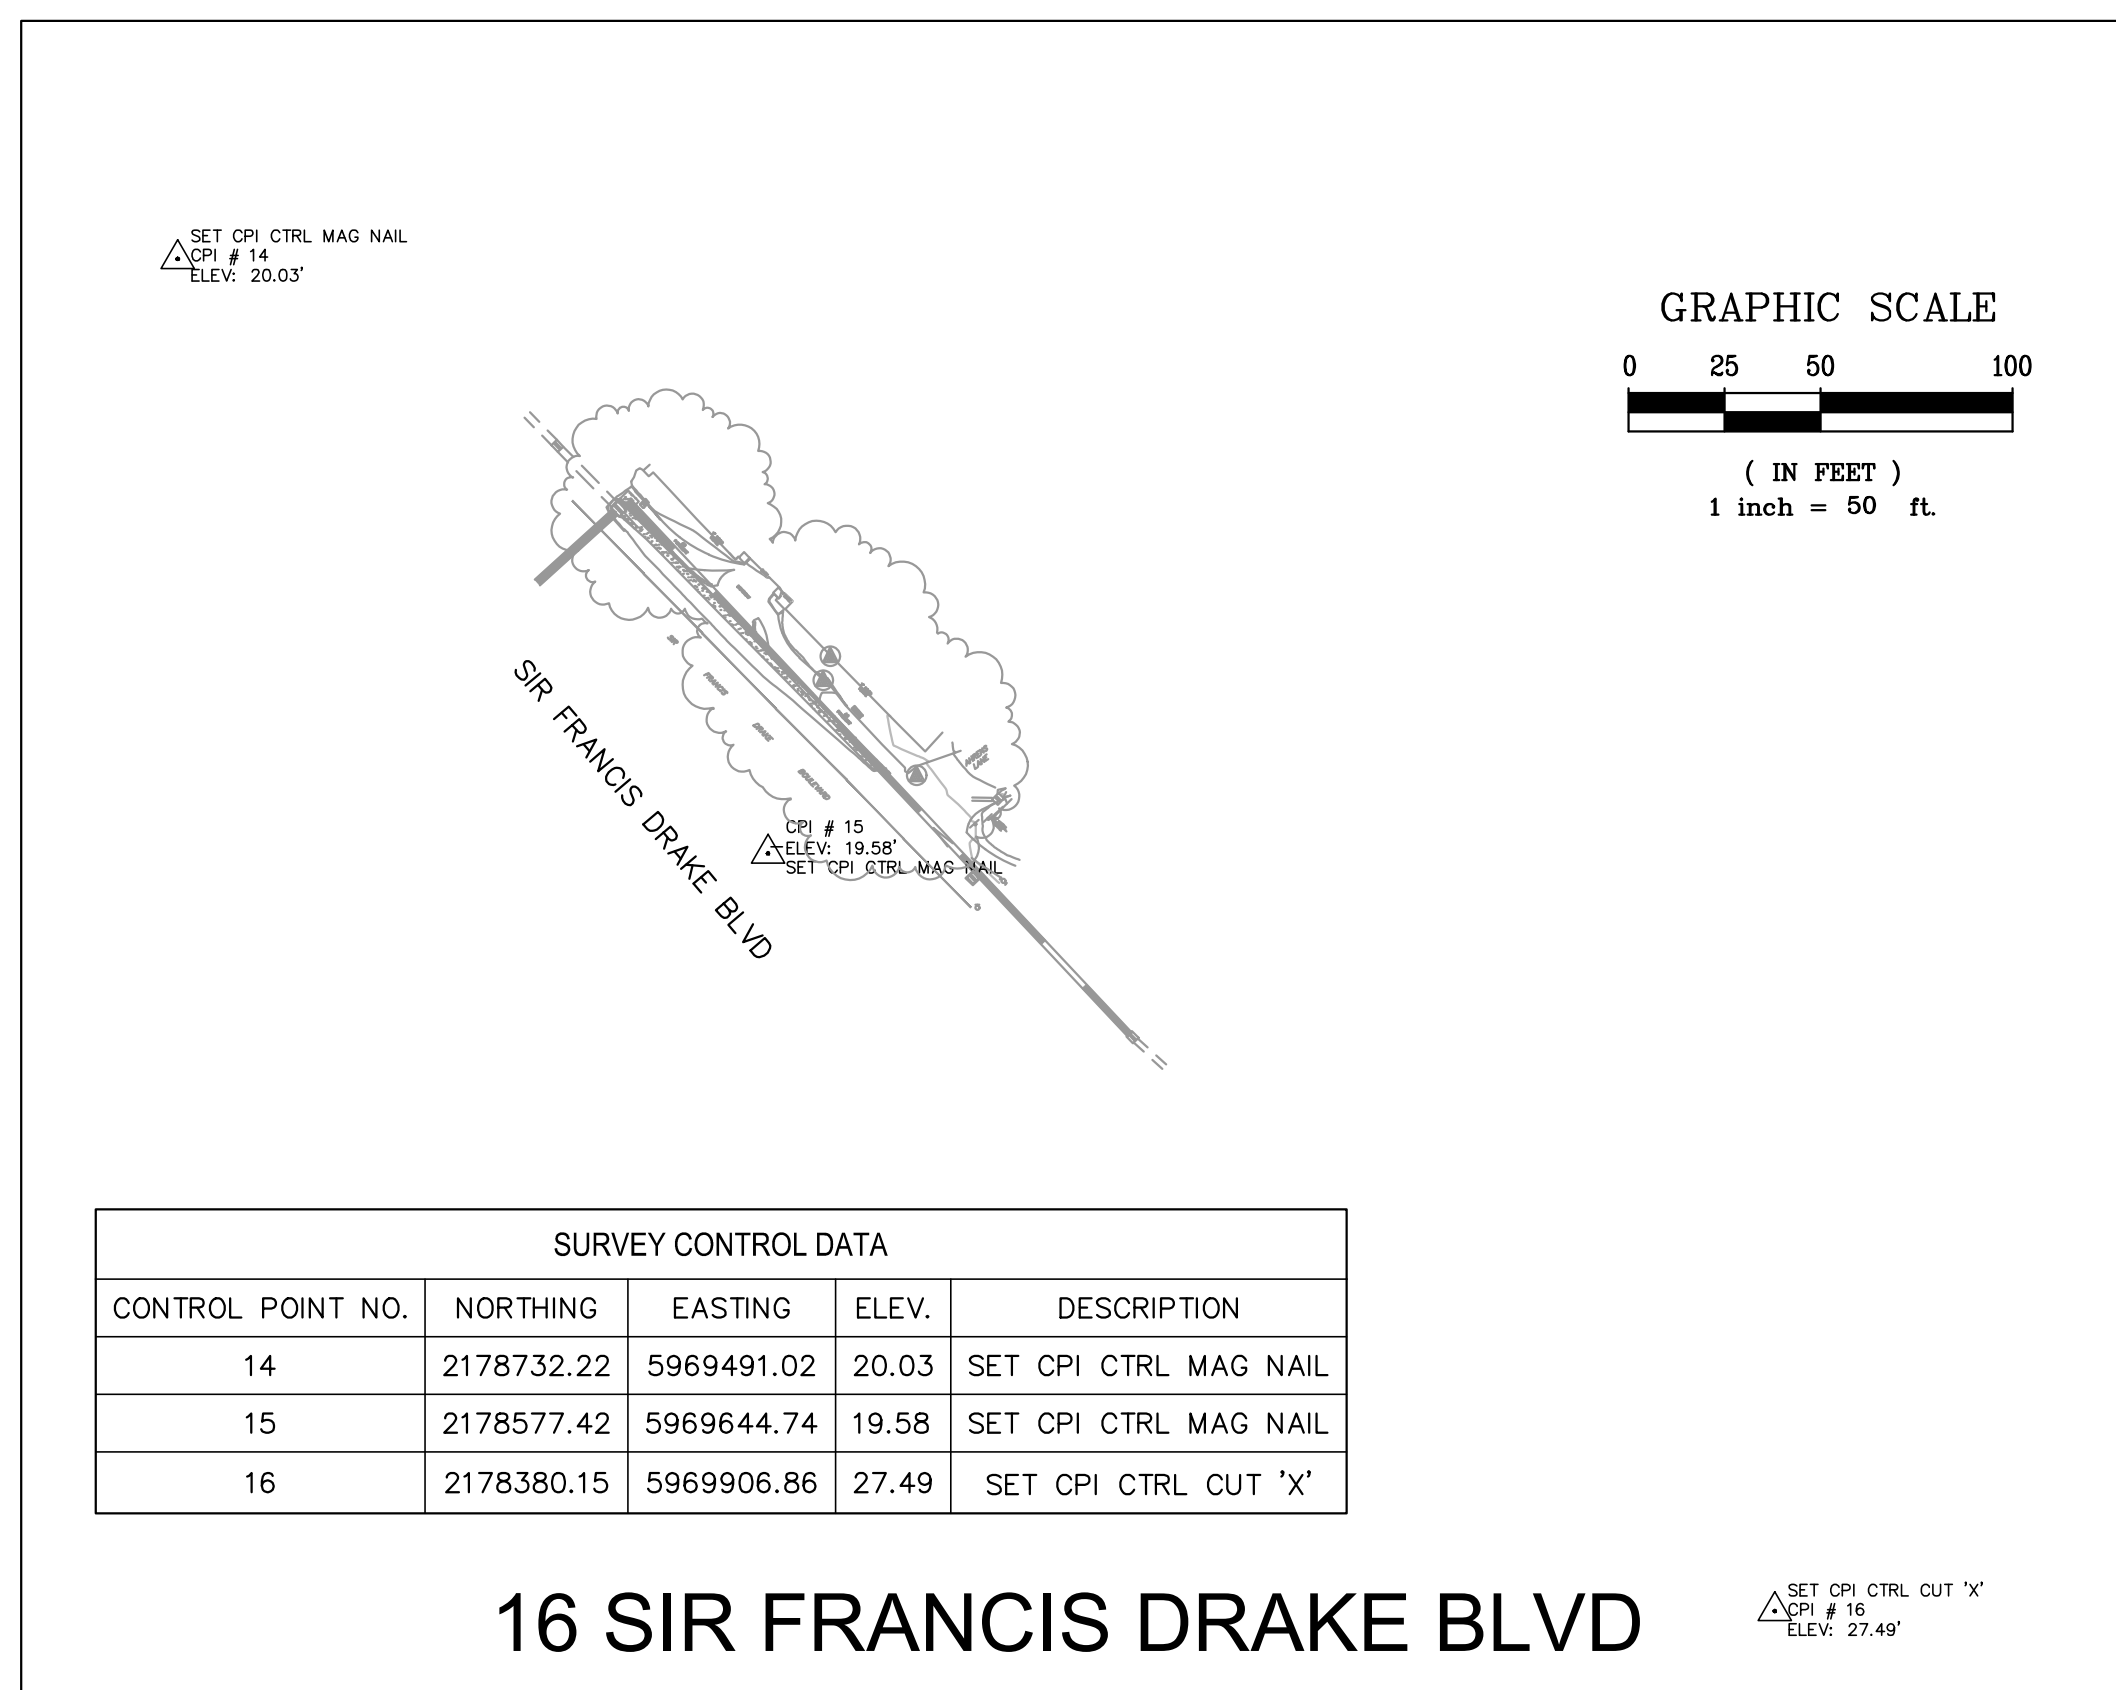 SET CPI CTRL MAG NAIL
CPI # 14
ELEV: 20.03'
GRAPHIC SCALE
0 25 50 100
( IN FEET )
1 inch = 50 ft.
SIR FRANCIS DRAKE BLVD
SIR FRANCIS DRAKE BOULEVARD
LANE
CPI # 15
ELEV: 19.58'
SET CPI CTRL MAG NAIL
SURVEY CONTROL DATA
CONTROL POINT NO. NORTHING EASTING ELEV. DESCRIPTION
14 2178732.22 5969491.02 20.03 SET CPI CTRL MAG NAIL
15 2178577.42 5969644.74 19.58 SET CPI CTRL MAG NAIL
16 2178380.15 5969906.86 27.49 SET CPI CTRL CUT 'X'
16 SIR FRANCIS DRAKE BLVD
SET CPI CTRL CUT 'X'
CPI # 16
ELEV: 27.49'